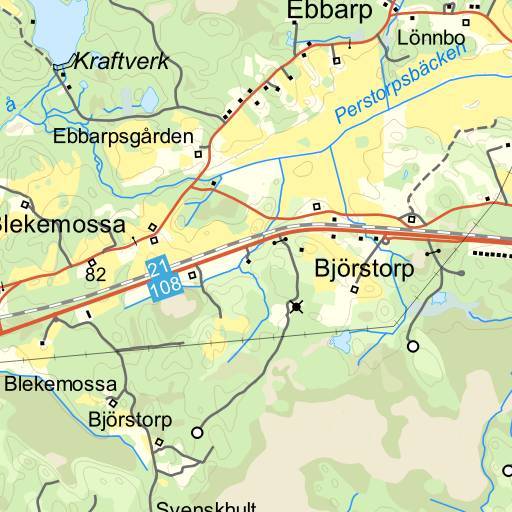 Ebbarp
Lönnbo
Kraftverk
Perstorpsbäcken
å
Ebbarpsgården
Blekemossa
82
21
108
Björstorp
Blekemossa
Björstorp
Svenskhult